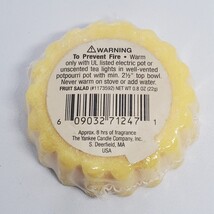 ⚠ WARNING
To Prevent Fire • Warm
only with UL listed electric pot or
unscented tea lights in well-vented
potpourri pot with min. 2½" top bowl.
Never warm on stove or add water.
FRUIT SALAD (#1173592) NET WT 0.8 OZ (22g)
6 09032 71247 1
Approx. 8 hrs of fragrance
The Yankee Candle Company, Inc.
S. Deerfield, MA
USA